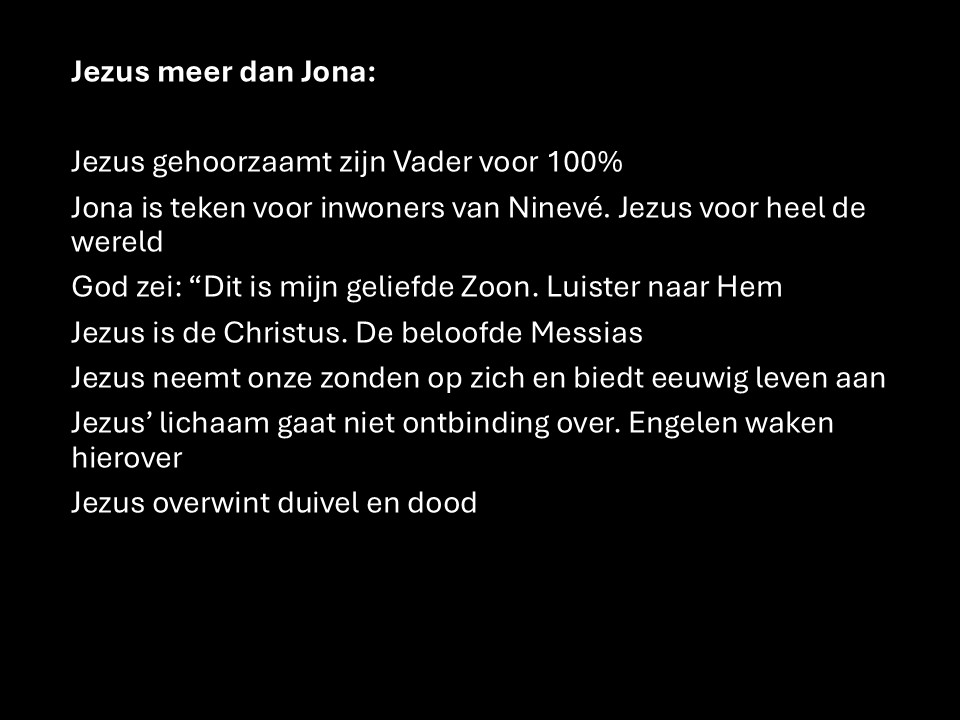 Jezus meer dan Jona:
Jezus gehoorzaamt zijn Vader voor 100%
Jona is teken voor inwoners van Ninevé. Jezus voor heel de
wereld
God zei: “Dit is mijn geliefde Zoon. Luister naar Hem
Jezus is de Christus. De beloofde Messias
Jezus neemt onze zonden op zich en biedt eeuwig leven aan
Jezus’ lichaam gaat niet ontbinding over. Engelen waken
hierover
Jezus overwint duivel en dood